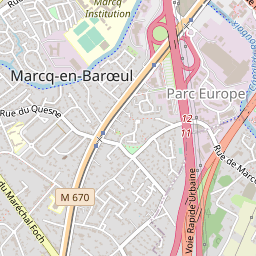 Marcq
Institution
Marcq-en-Barœul
Parc Europe
Rue du Quesne
12
11
Rue de Marc
M 670
du Maréchal Foch
Voie Rapide Urbaine